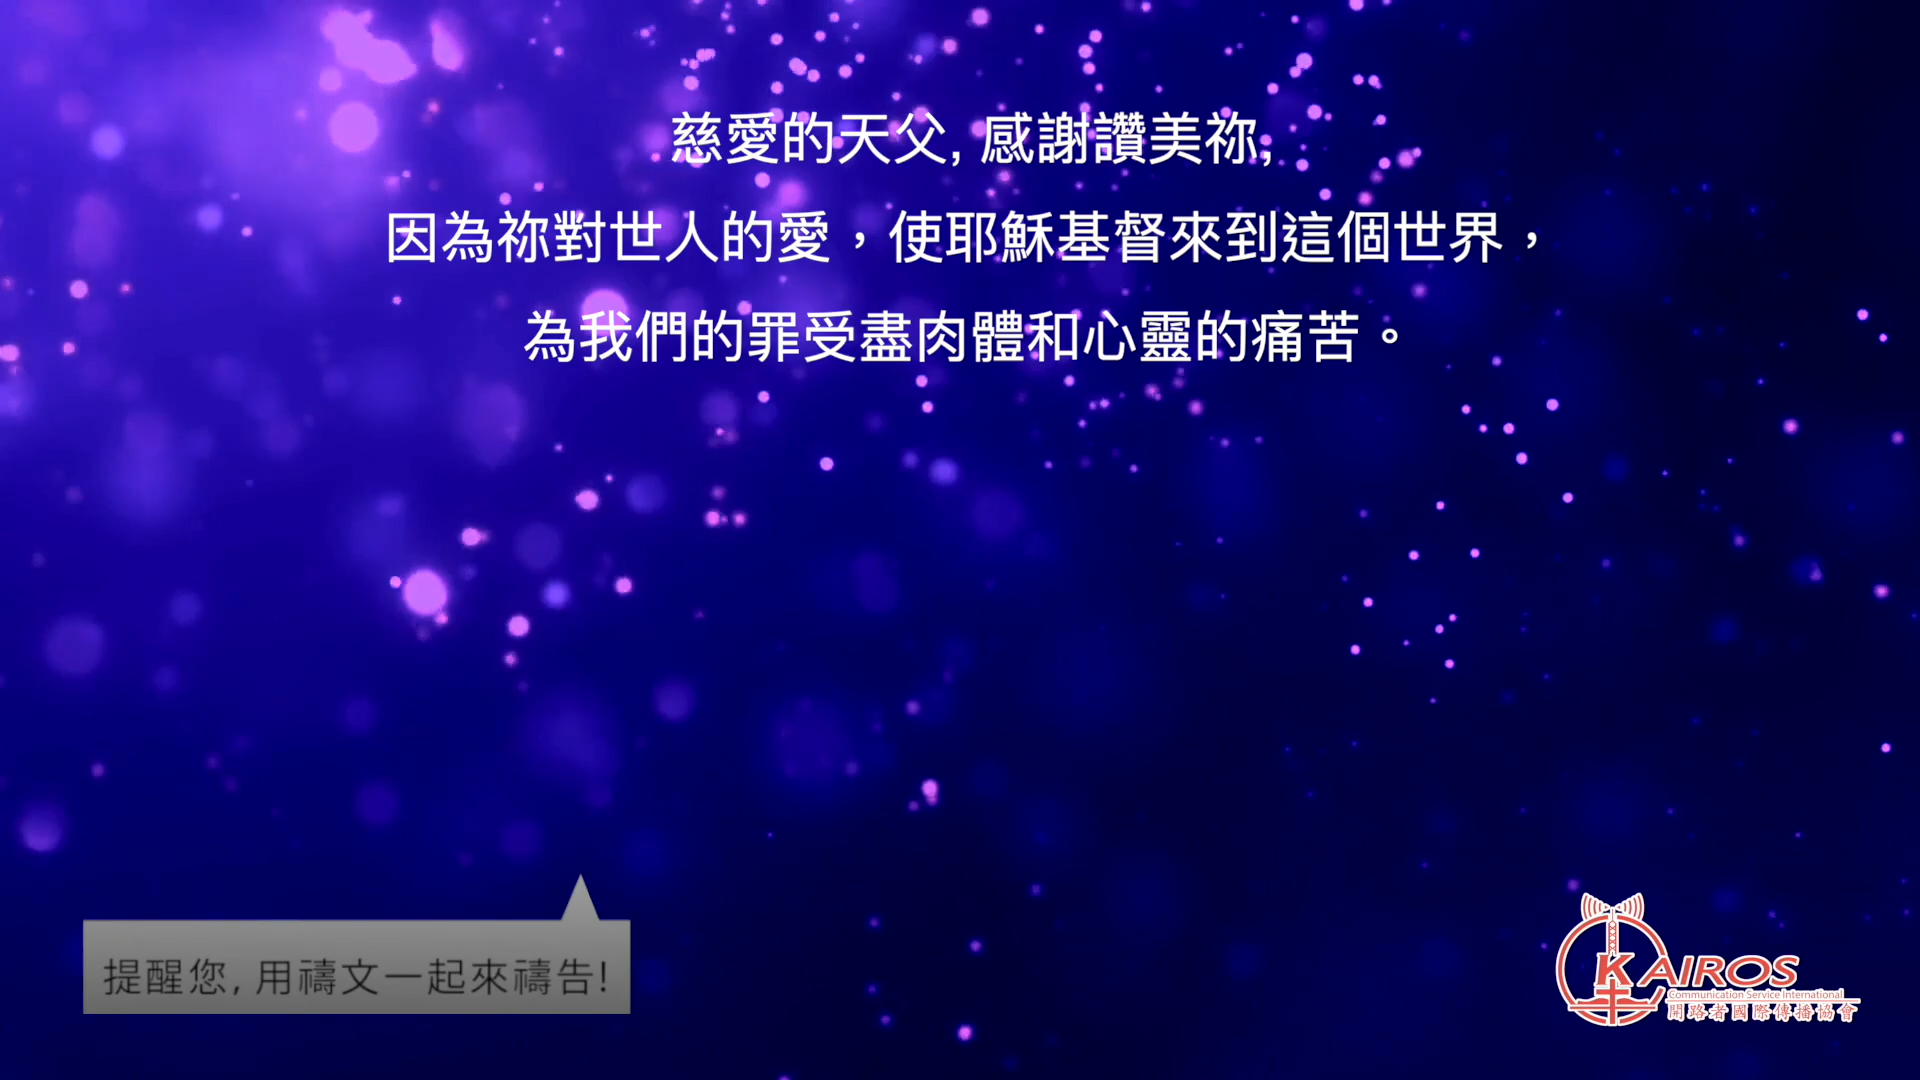 慈愛的天父, 感謝讚美祢,
因為祢對世人的愛，使耶穌基督來到這個世界，
為我們的罪受盡肉體和心靈的痛苦。
提醒您, 用禱文一起來禱告!
KAIROS
Communication Service International
開路者國際傳播協會